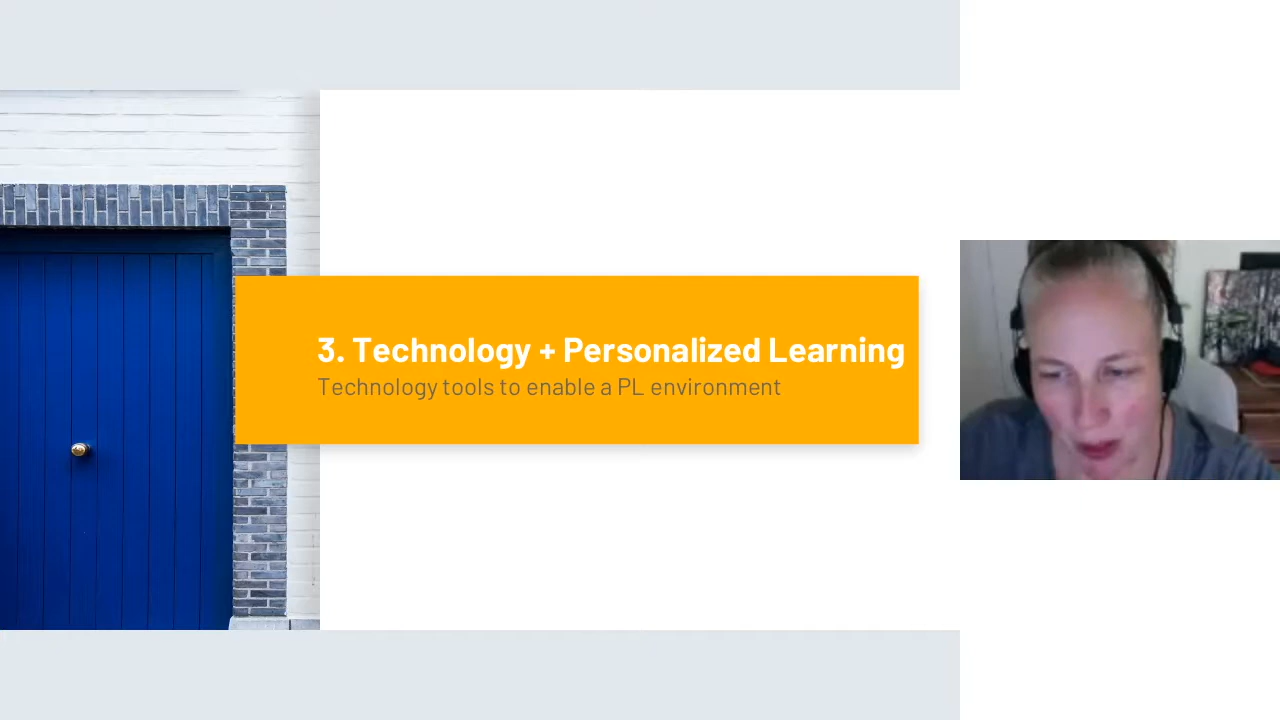 3. Technology + Personalized Learning
Technology tools to enable a PL environment